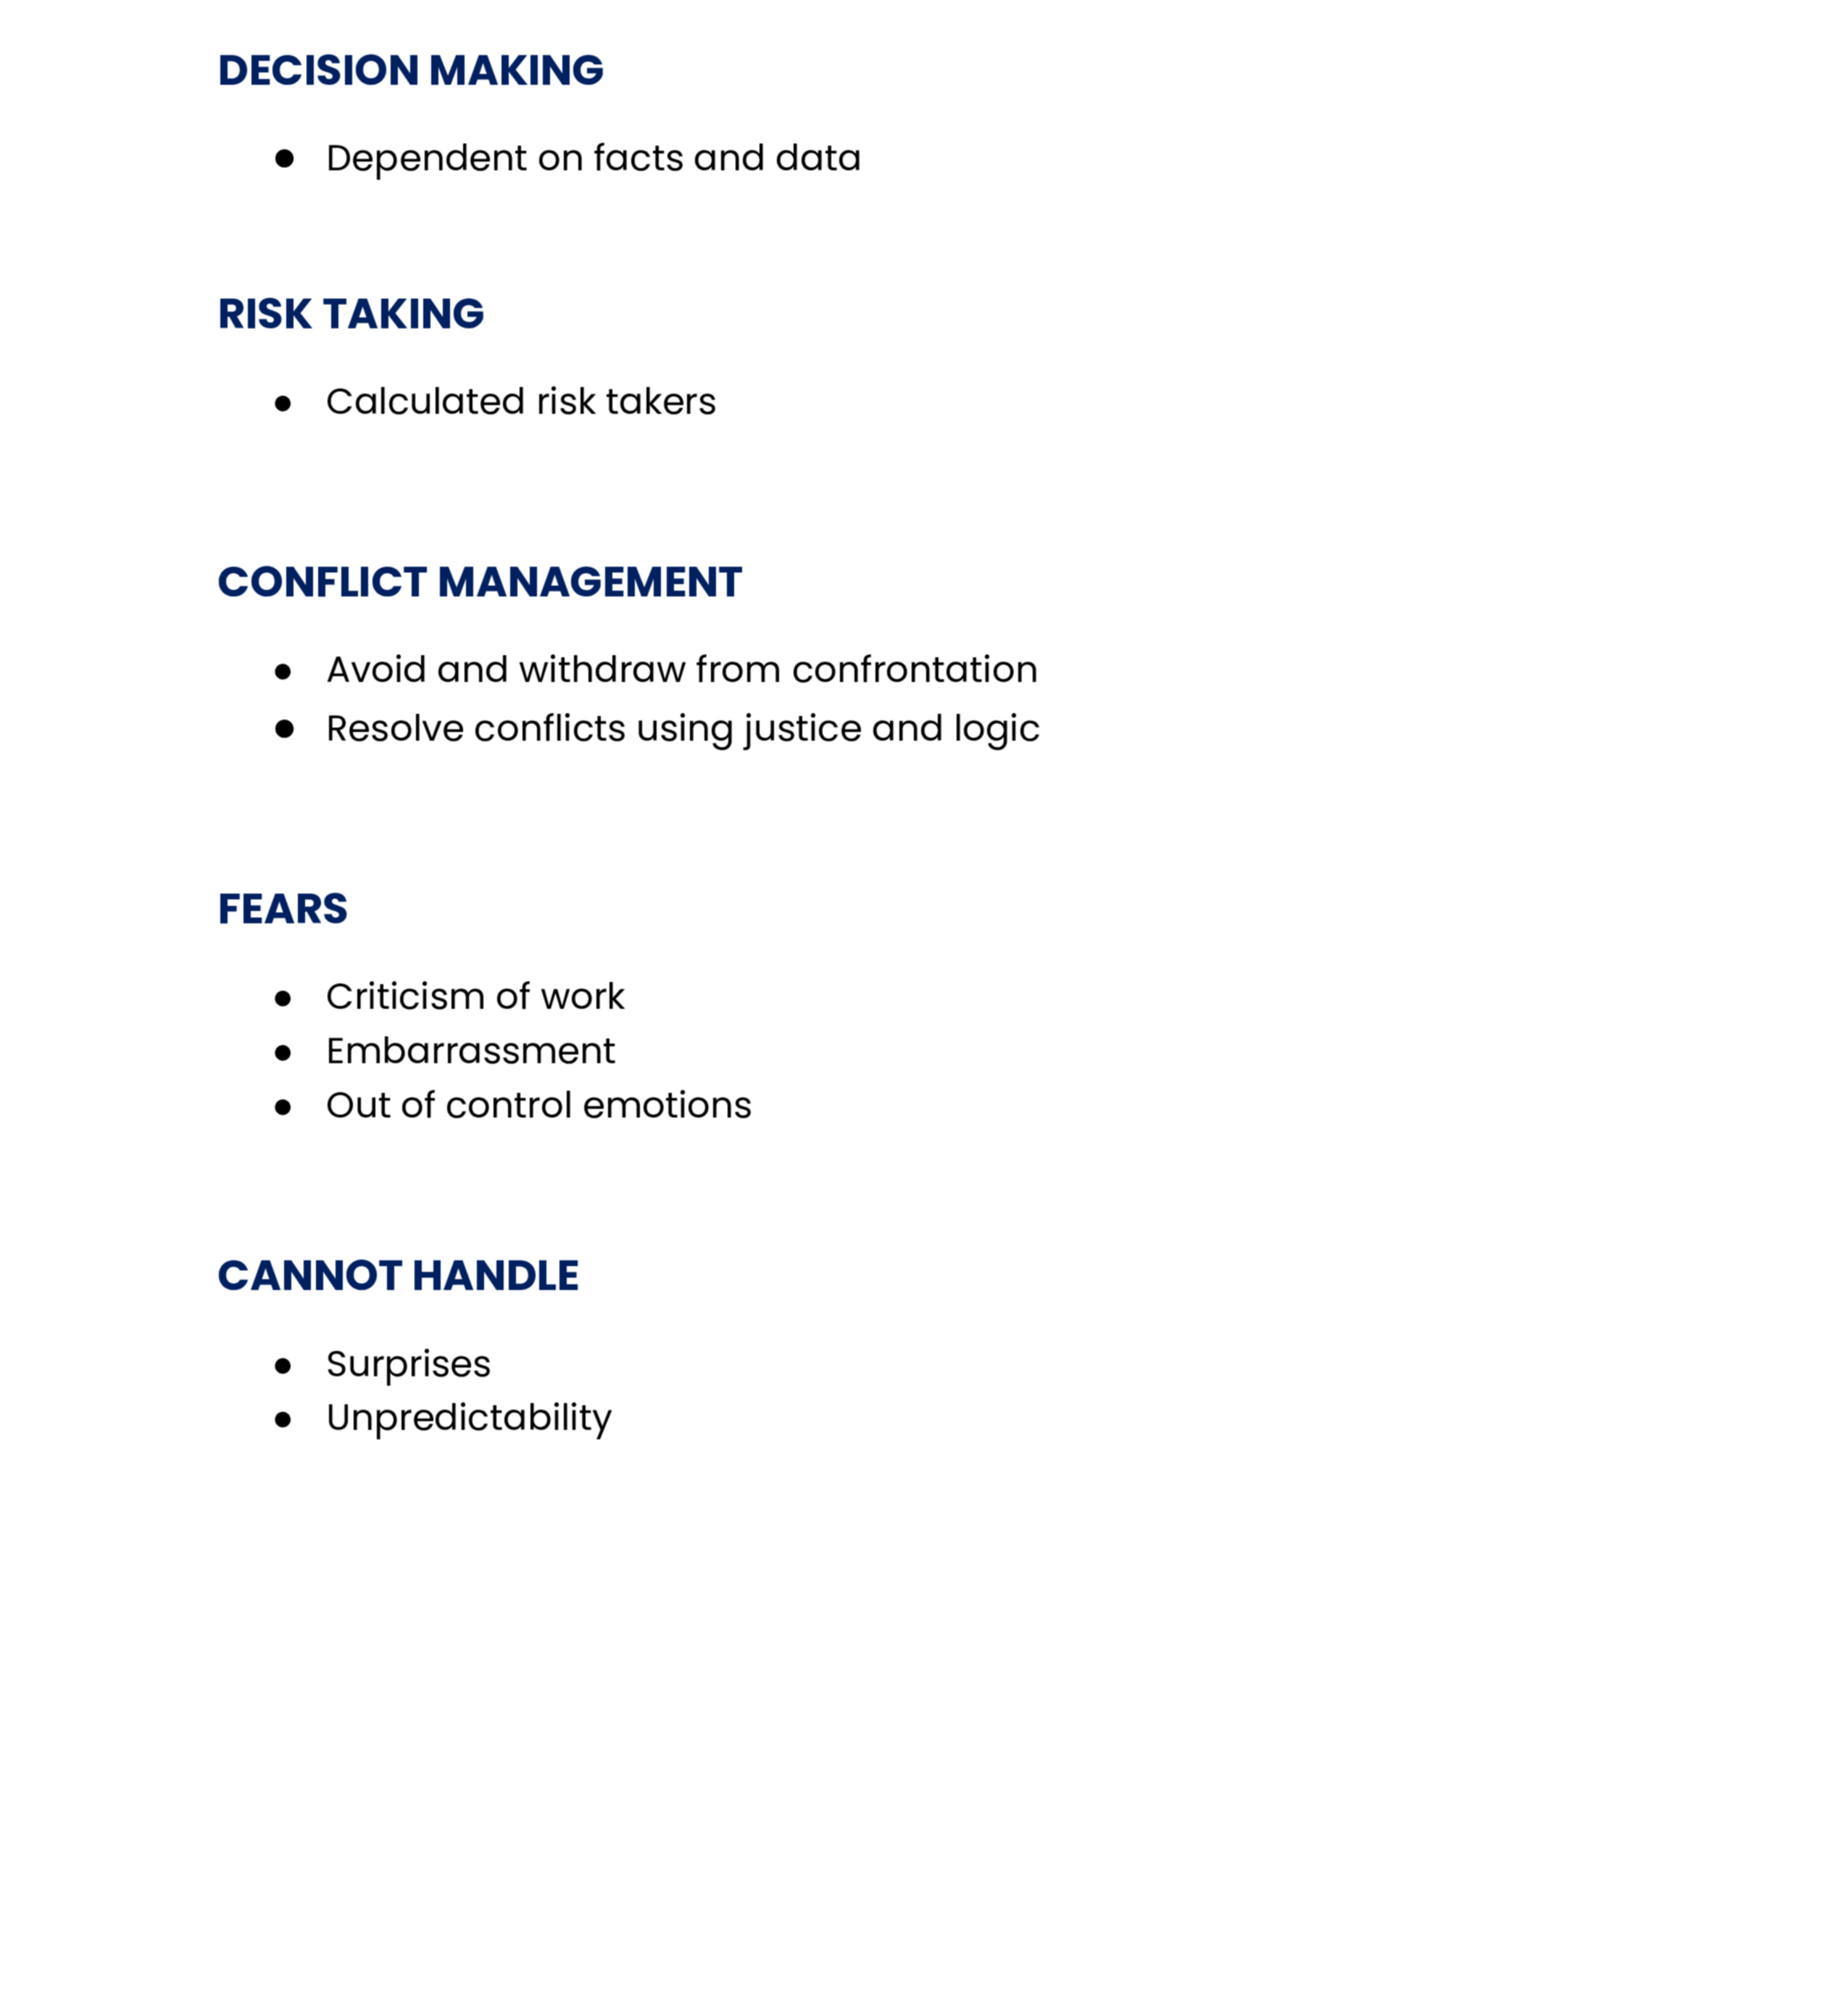 DECISION MAKING
● Dependent on facts and data
RISK TAKING
● Calculated risk takers
CONFLICT MANAGEMENT
● Avoid and withdraw from confrontation
● Resolve conflicts using justice and logic
FEARS
● Criticism of work
● Embarrassment
● Out of control emotions
CANNOT HANDLE
● Surprises
● Unpredictability